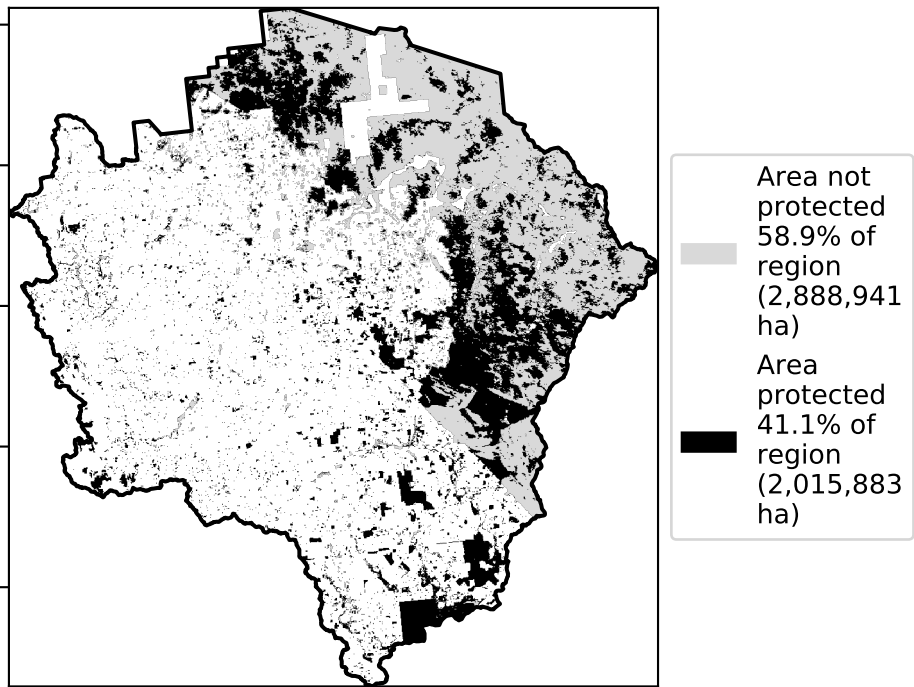 Area not
protected
58.9% of
region
(2,888,941
ha)
Area
protected
41.1% of
region
(2,015,883
ha)